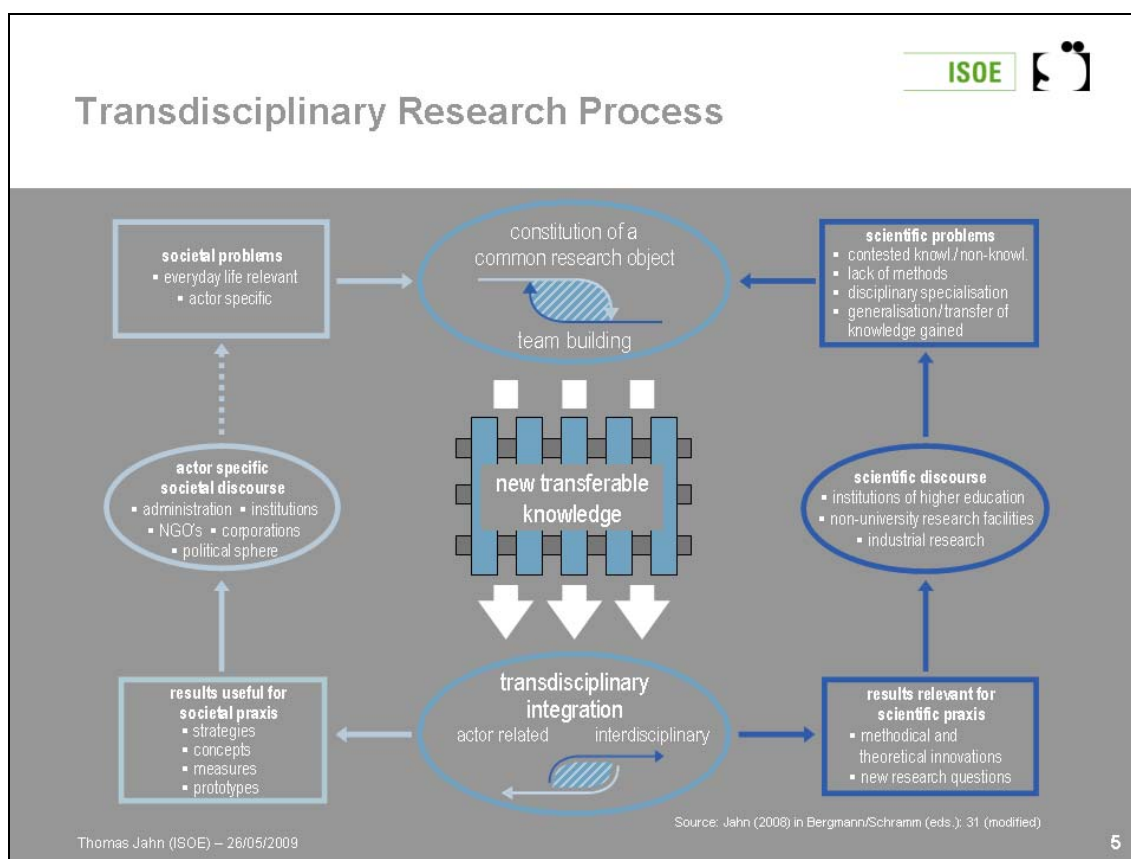 ISOE
Transdisciplinary Research Process
societal problems
▪ everyday life relevant
▪ actor specific
constitution of a
common research object
team building
scientific problems
▪ contested knowl./non-knowl.
▪ lack of methods
▪ disciplinary specialisation
▪ generalisation/transfer of
knowledge gained
actor specific
societal discourse
▪ administration ▪ institutions
▪ NGO's ▪ corporations
▪ political sphere
new transferable
knowledge
scientific discourse
▪ institutions of higher education
▪ non-university research facilities
▪ industrial research
results useful for
societal praxis
▪ strategies
▪ concepts
▪ measures
▪ prototypes
transdisciplinary
integration
actor related interdisciplinary
results relevant for
scientific praxis
▪ methodical and
theoretical innovations
▪ new research questions
Source: Jahn (2008) in Bergmann/Schramm (eds.): 31 (modified)
Thomas Jahn (ISOE) – 26/05/2009
5